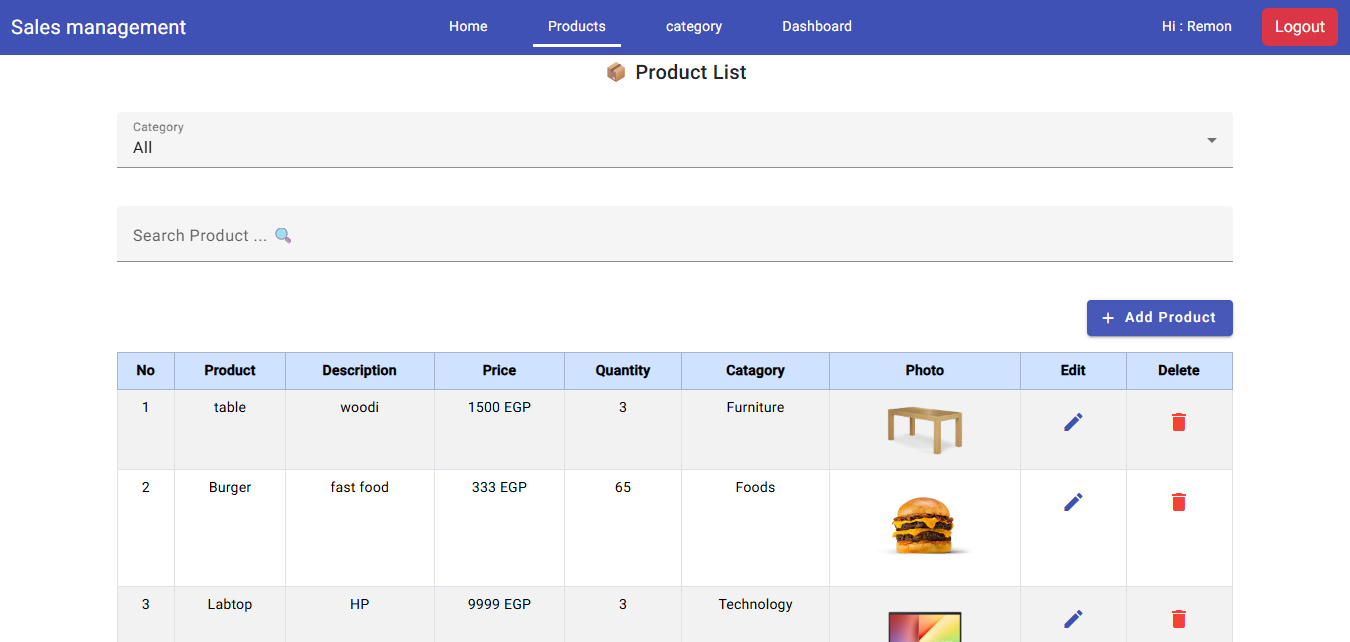 Sales management Home Products category Dashboard Hi : Remon Logout
📦 Product List
Category
All
Search Product ... 🔍
+ Add Product
No Product Description Price Quantity Catagory Photo Edit Delete
1 table woodi 1500 EGP 3 Furniture
2 Burger fast food 333 EGP 65 Foods
3 Labtop HP 9999 EGP 3 Technology